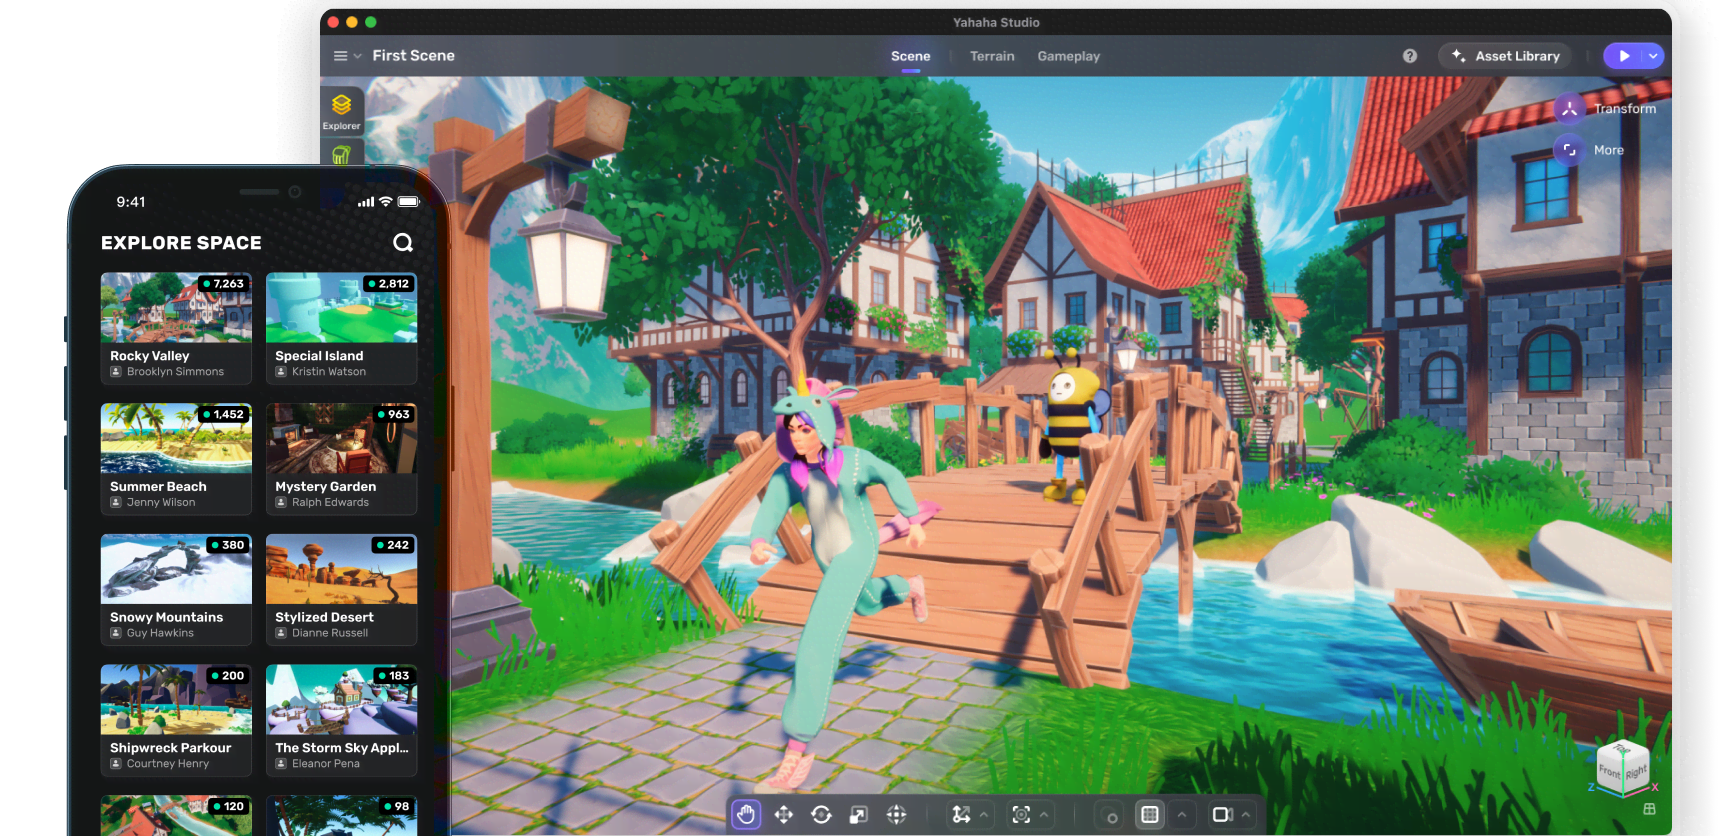 Yahaha Studio
First Scene
Scene
Terrain
Gameplay
Asset Library
Explorer
Transform
More
9:41
EXPLORE SPACE
7,263
2,812
Rocky Valley
Special Island
Brooklyn Simmons
Kristin Watson
1,452
963
Summer Beach
Mystery Garden
Jenny Wilson
Ralph Edwards
380
242
Snowy Mountains
Stylized Desert
Guy Hawkins
Dianne Russell
200
183
Shipwreck Parkour
The Storm Sky Appl...
Courtney Henry
Eleanor Pena
120
98
Top
Front
Right
Z
X